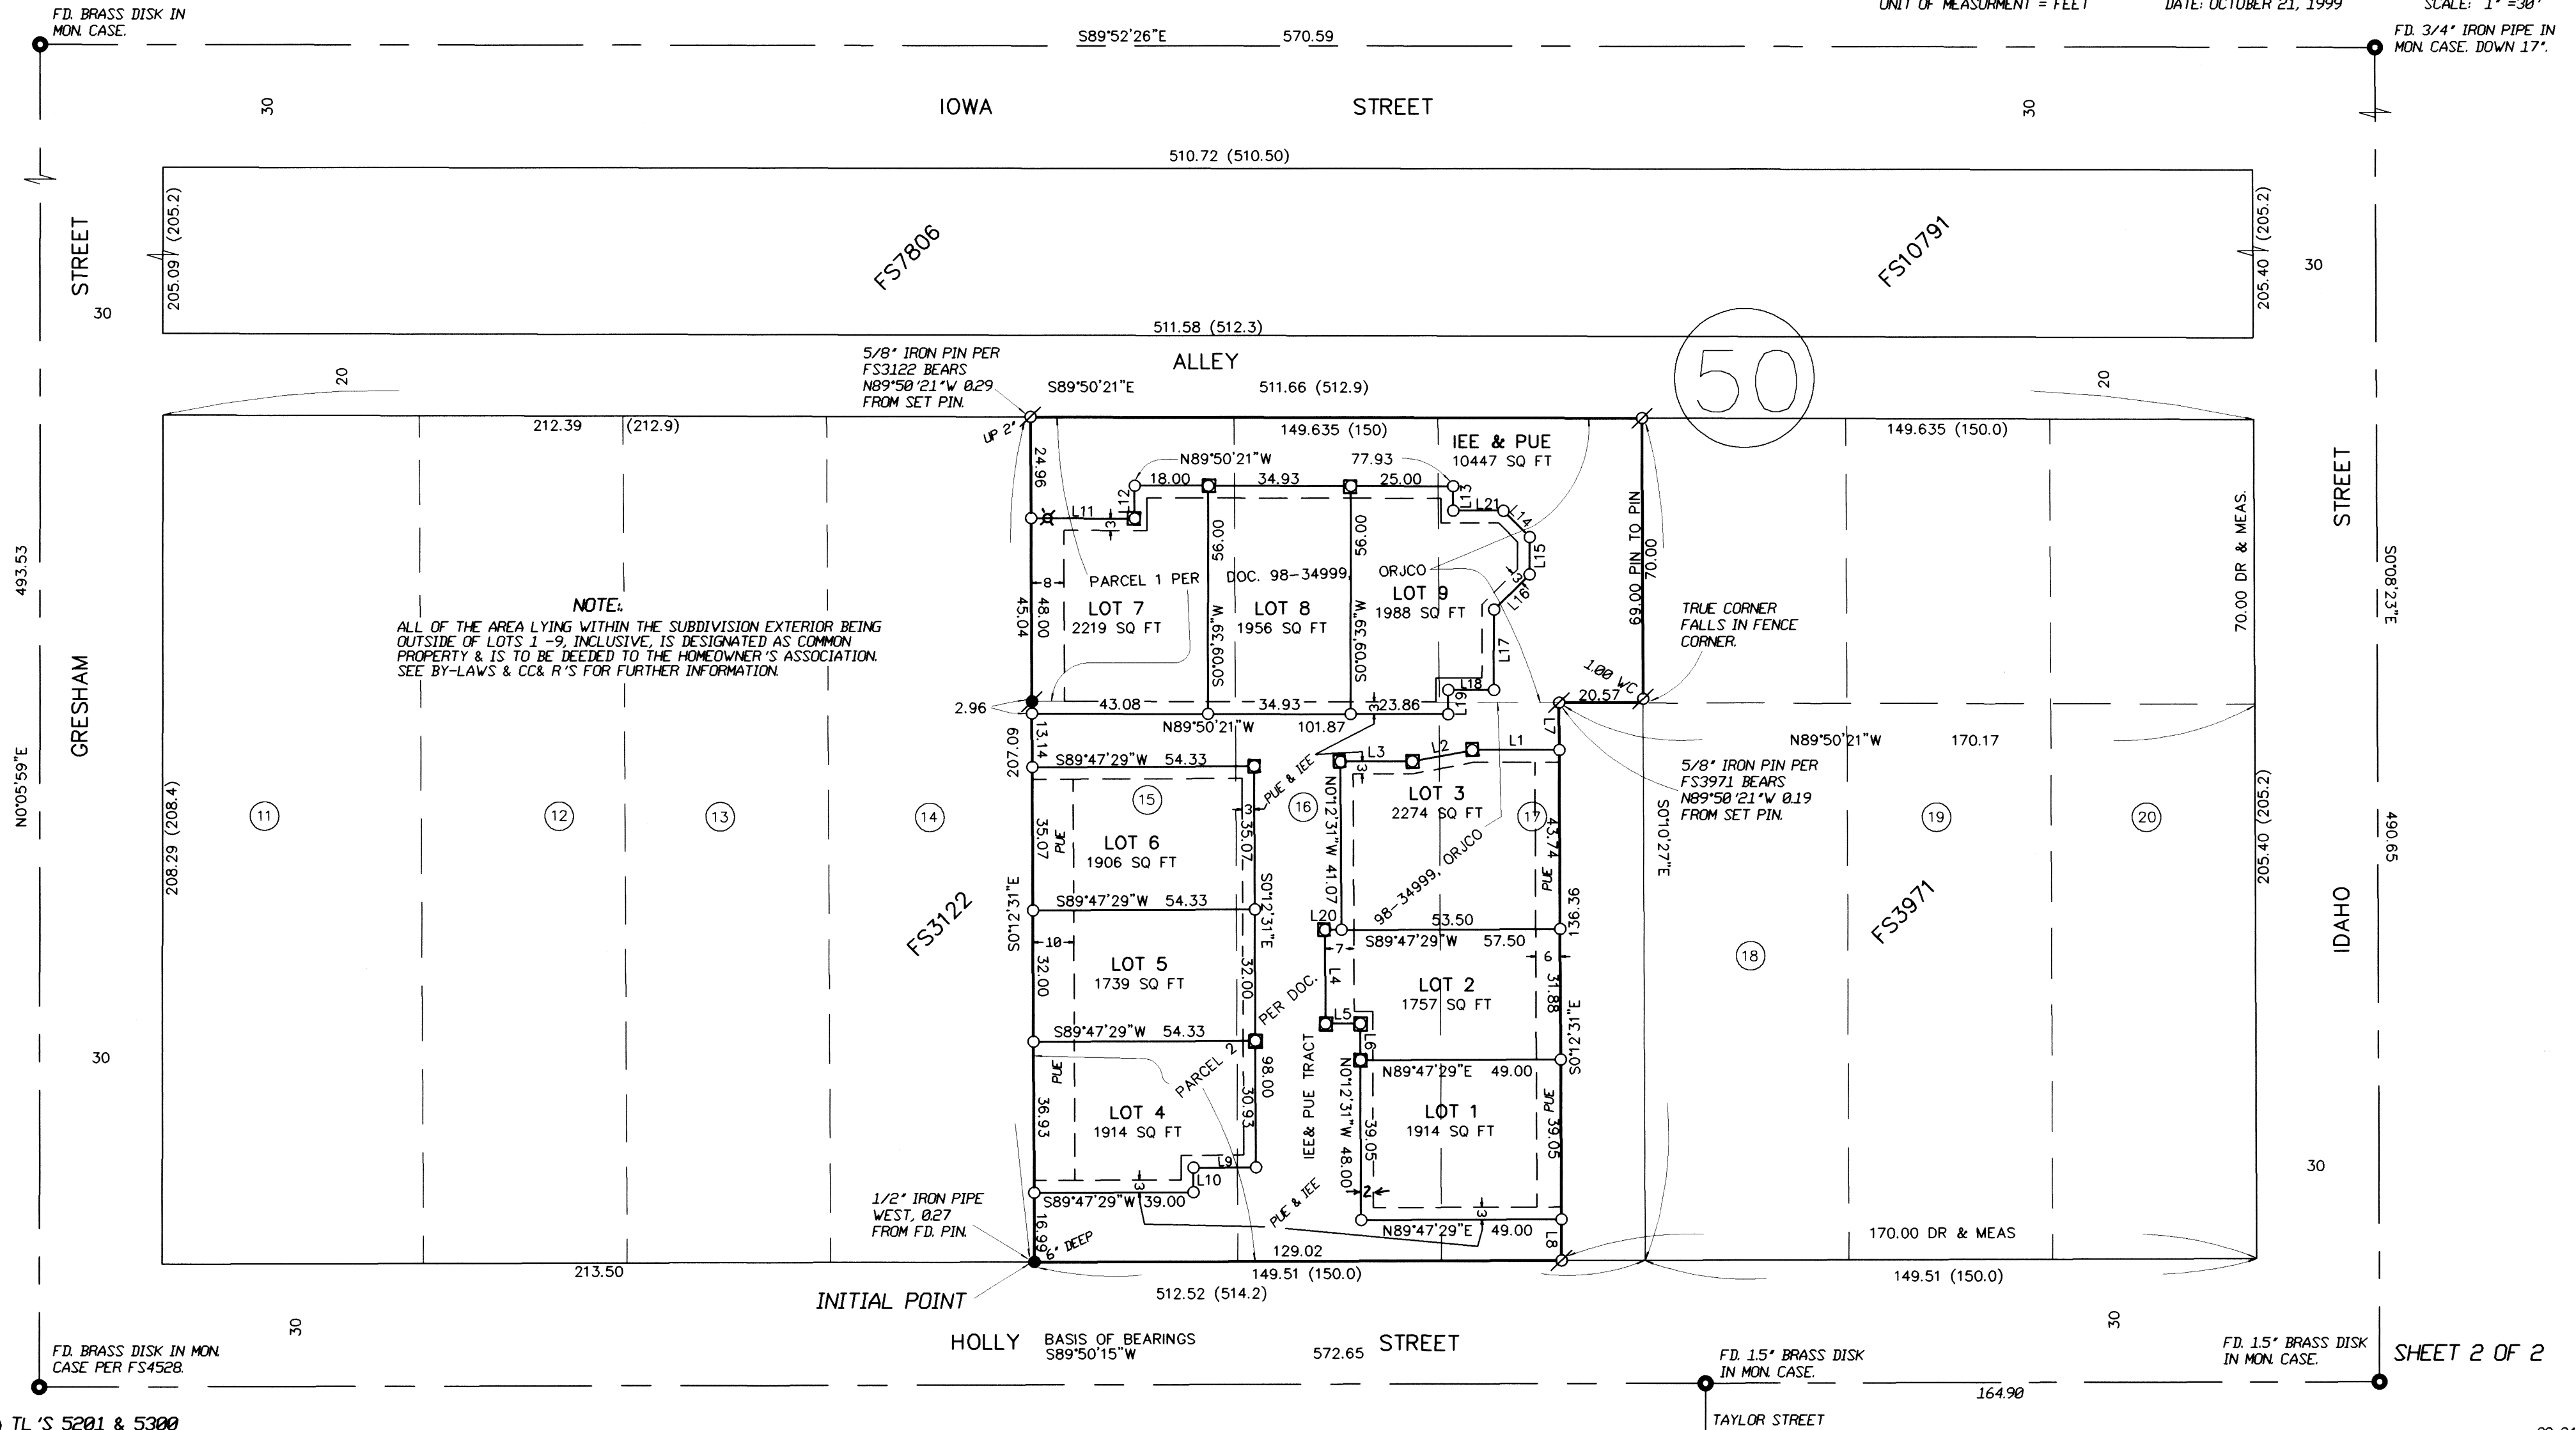 FD. BRASS DISK IN
MON. CASE.
S89°52'26"E 570.59
UNIT OF MEASURMENT = FEET DATE: OCTOBER 21, 1999 SCALE: 1" =30'
FD. 3/4" IRON PIPE IN
MON. CASE. DOWN 17".
30
IOWA STREET
30
510.72 (510.50)
STREET
30
205.09 (205.2)
FS7806
FS10791
205.40 (205.2)
30
511.58 (512.3)
ALLEY
50
20
5/8" IRON PIN PER
FS3122 BEARS
N89°50'21"W 0.29
FROM SET PIN.
S89°50'21"E 511.66 (512.9)
20
212.39 (212.9)
UP 2"
149.635 (150)
IEE & PUE
10447 SQ FT
149.635 (150.0)
24.96
N89°50'21"W 77.93
18.00 34.93 25.00
L12
L13
L11
3
L21
L14
L15
3
L16
L17
L18
L19
STREET
493.53
N0°05'59"E
GRESHAM
70.00 DR & MEAS.
69.00 PIN TO PIN
70.00
S0°08'23"E
490.65
8
PARCEL 1 PER DOC. 98-34999, ORJCO
56.00
56.00
S0°09'39"W
S0°09'39"W
48.00
45.04
LOT 7
2219 SQ FT
LOT 8
1956 SQ FT
LOT 9
1988 SQ FT
NOTE:
ALL OF THE AREA LYING WITHIN THE SUBDIVISION EXTERIOR BEING
OUTSIDE OF LOTS 1 -9, INCLUSIVE, IS DESIGNATED AS COMMON
PROPERTY & IS TO BE DEEDED TO THE HOMEOWNER'S ASSOCIATION.
SEE BY-LAWS & CC& R'S FOR FURTHER INFORMATION.
TRUE CORNER
FALLS IN FENCE
CORNER.
1.00 WC
20.57
2.96
43.08 34.93 3 23.86
N89°50'21"W 101.87
13.14
207.09
L7
N89°50'21"W 170.17
S89°47'29"W 54.33
PUE & IEE
L3
L2
L1
3
5/8" IRON PIN PER
FS3971 BEARS
N89°50'21"W 0.19
FROM SET PIN.
S0°10'27"E
208.29 (208.4)
11
12
13
14
15
16
17
18
19
20
205.40 (205.2)
3
35.07
PUE
35.07
LOT 6
1906 SQ FT
N0°12'31"W 41.07
LOT 3
2274 SQ FT
43.74
PUE
98-34999, ORJCO
FS3122
S0°12'31"E
S89°47'29"W 54.33
S0°12'31"E
L20
53.50
S89°47'29"W 57.50
136.36
FS3971
IDAHO
10
32.00
LOT 5
1739 SQ FT
32.00
7
L4
LOT 2
1757 SQ FT
6
31.88
S0°12'31"E
30
S89°47'29"W 54.33
PARCEL 2 PER DOC.
L5
L6
N89°47'29"E 49.00
PUE
36.93
LOT 4
1914 SQ FT
30.93
98.00
IEE& PUE TRACT
N0°12'31"W 48.00
39.05
LOT 1
1914 SQ FT
PUE
39.05
L9
L10
30
3
S89°47'29"W 39.00
PUE & IEE
2
3
N89°47'29"E 49.00
L8
1/2" IRON PIPE
WEST, 0.27
FROM FD. PIN.
16.99
6" DEEP
170.00 DR & MEAS
213.50
129.02
149.51 (150.0)
149.51 (150.0)
512.52 (514.2)
INITIAL POINT
30
30
HOLLY STREET
BASIS OF BEARINGS
S89°50'15"W 572.65
FD. BRASS DISK IN MON.
CASE PER FS4528.
FD. 1.5" BRASS DISK
IN MON. CASE.
FD. 1.5" BRASS DISK
IN MON. CASE.
SHEET 2 OF 2
164.90
TL'S 5201 & 5300
TAYLOR STREET